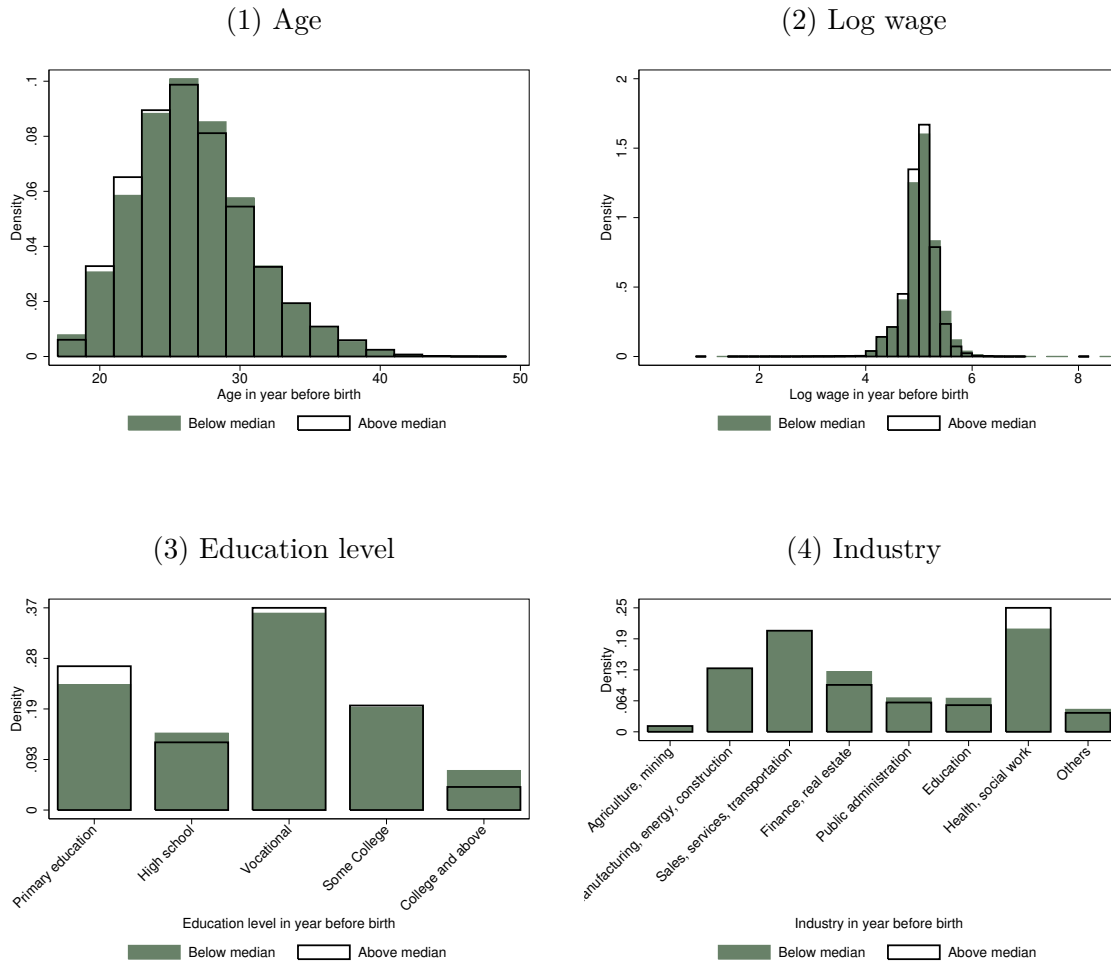 (1) Age
Density
.1
.08
.06
.04
.02
0
20
30
40
50
Age in year before birth
Below median
Above median
(2) Log wage
Density
2
1.5
1
.5
0
2
4
6
8
Log wage in year before birth
Below median
Above median
(3) Education level
Density
.37
.28
.19
.093
0
Primary education
High school
Vocational
Some College
College and above
Education level in year before birth
Below median
Above median
(4) Industry
Density
.25
.19
.13
.064
0
Agriculture, mining
anufacturing, energy, construction
Sales, services, transportation
Finance, real estate
Public administration
Education
Health, social work
Others
Industry in year before birth
Below median
Above median